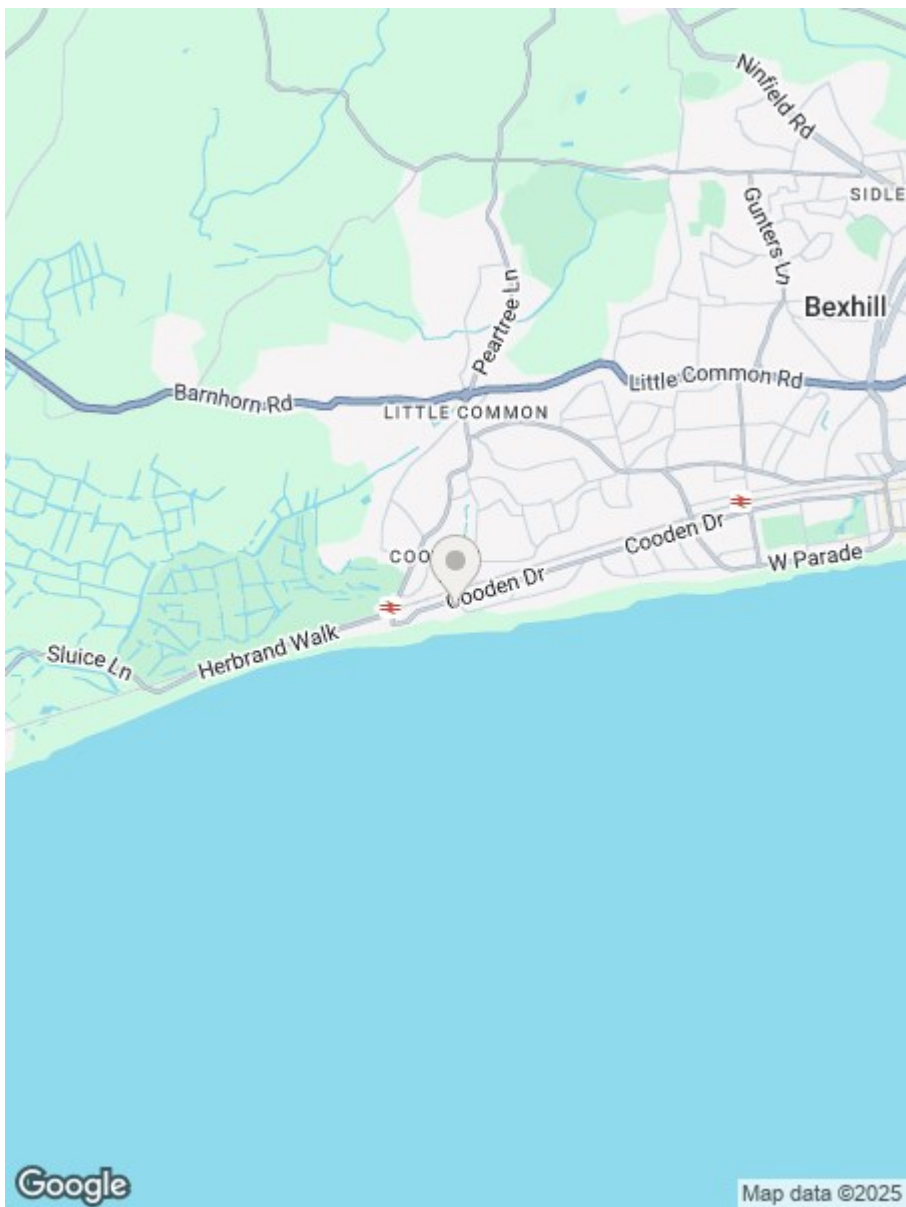 Ninfield Rd
SIDLE
Gunters Ln
Bexhill
Peartree Ln
Little Common Rd
Barnhorn Rd
LITTLE COMMON
Cooden Dr
COO
W Parade
Cooden Dr
Herbrand Walk
Sluice Ln
Google
Map data ©2025